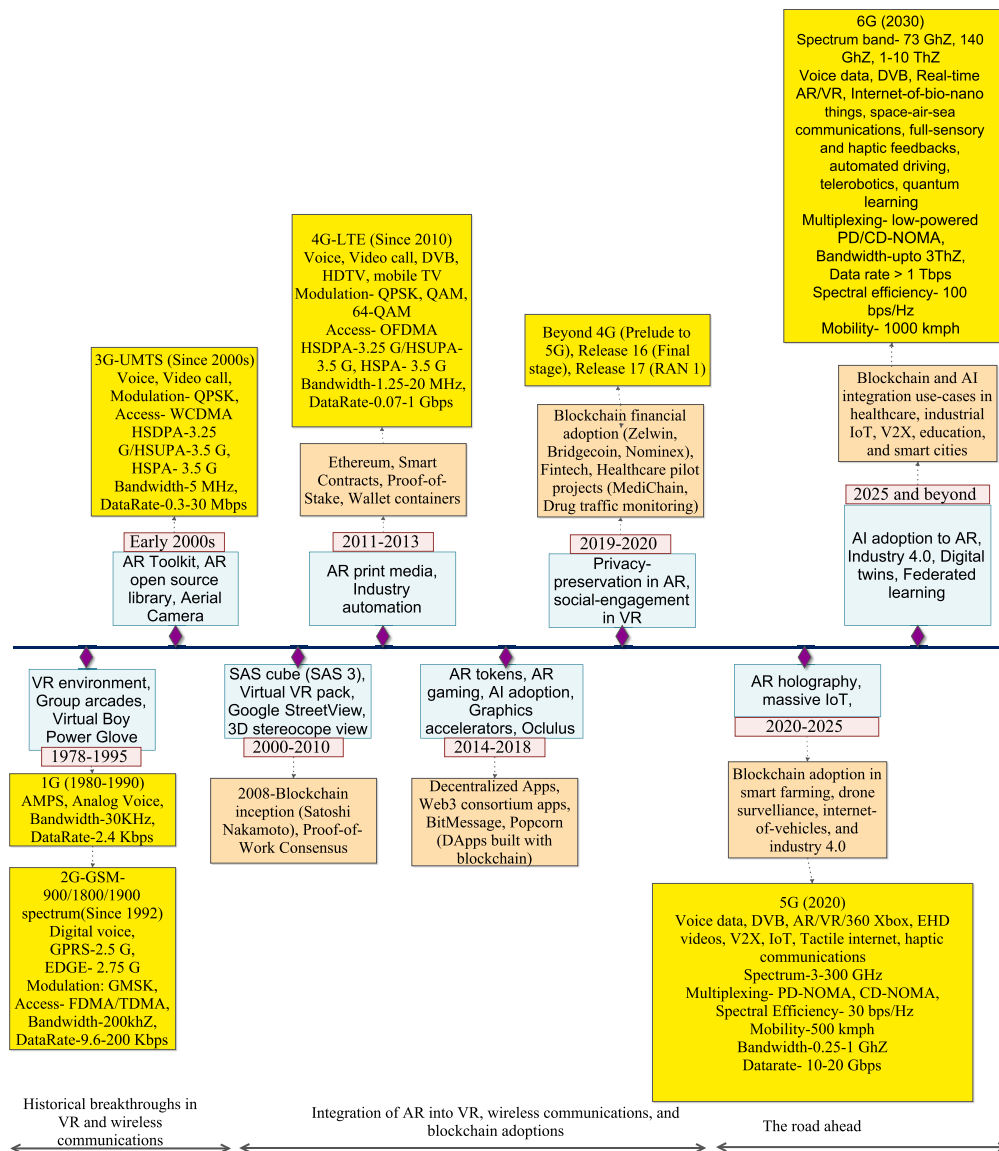 6G (2030)
Spectrum band- 73 GhZ, 140
GhZ, 1-10 ThZ
Voice data, DVB, Real-time
AR/VR, Internet-of-bio-nano
things, space-air-sea
communications, full-sensory
and haptic feedbacks,
automated driving,
telerobotics, quantum
learning
Multiplexing- low-powered
PD/CD-NOMA,
Bandwidth-upto 3ThZ,
Data rate > 1 Tbps
Spectral efficiency- 100
bps/Hz
Mobility- 1000 kmph
4G-LTE (Since 2010)
Voice, Video call, DVB,
HDTV, mobile TV
Modulation- QPSK, QAM,
64-QAM
Access- OFDMA
HSDPA-3.25 G/HSUPA-
3.5 G, HSPA- 3.5 G
Bandwidth-1.25-20 MHz,
DataRate-0.07-1 Gbps
Beyond 4G (Prelude to
5G), Release 16 (Final
stage), Release 17 (RAN 1)
3G-UMTS (Since 2000s)
Voice, Video call,
Modulation- QPSK,
Access- WCDMA
HSDPA-3.25
G/HSUPA-3.5 G,
HSPA- 3.5 G
Bandwidth-5 MHz,
DataRate-0.3-30 Mbps
Ethereum, Smart
Contracts, Proof-of-
Stake, Wallet containers
Blockchain financial
adoption (Zelwin,
Bridgecoin, Nominex),
Fintech, Healthcare pilot
projects (MediChain,
Drug traffic monitoring)
Blockchain and AI
integration use-cases in
healthcare, industrial
IoT, V2X, education,
and smart cities
Early 2000s
AR Toolkit, AR
open source
library, Aerial
Camera
2011-2013
AR print media,
Industry
automation
2019-2020
Privacy-
preservation in AR,
social-engagement
in VR
2025 and beyond
AI adoption to AR,
Industry 4.0, Digital
twins, Federated
learning
VR environment,
Group arcades,
Virtual Boy
Power Glove
1978-1995
SAS cube (SAS 3),
Virtual VR pack,
Google StreetView,
3D stereocope view
2000-2010
AR tokens, AR
gaming, AI adoption,
Graphics
accelerators, Oclulus
2014-2018
AR holography,
massive IoT,
2020-2025
1G (1980-1990)
AMPS, Analog Voice,
Bandwidth-30KHz,
DataRate-2.4 Kbps
2008-Blockchain
inception (Satoshi
Nakamoto), Proof-of-
Work Consensus
Decentralized Apps,
Web3 consortium apps,
BitMessage, Popcorn
(DApps built with
blockchain)
Blockchain adoption in
smart farming, drone
survelliance, internet-
of-vehicles, and
industry 4.0
2G-GSM-
900/1800/1900
spectrum(Since 1992)
Digital voice,
GPRS-2.5 G,
EDGE- 2.75 G
Modulation: GMSK,
Access- FDMA/TDMA,
Bandwidth-200khZ,
DataRate-9.6-200 Kbps
5G (2020)
Voice data, DVB, AR/VR/360 Xbox, EHD
videos, V2X, IoT, Tactile internet, haptic
communications
Spectrum-3-300 GHz
Multiplexing- PD-NOMA, CD-NOMA,
Spectral Efficiency- 30 bps/Hz
Mobility-500 kmph
Bandwidth-0.25-1 GhZ
Datarate- 10-20 Gbps
Historical breakthroughs in
VR and wireless
communications
Integration of AR into VR, wireless communications, and
blockchain adoptions
The road ahead